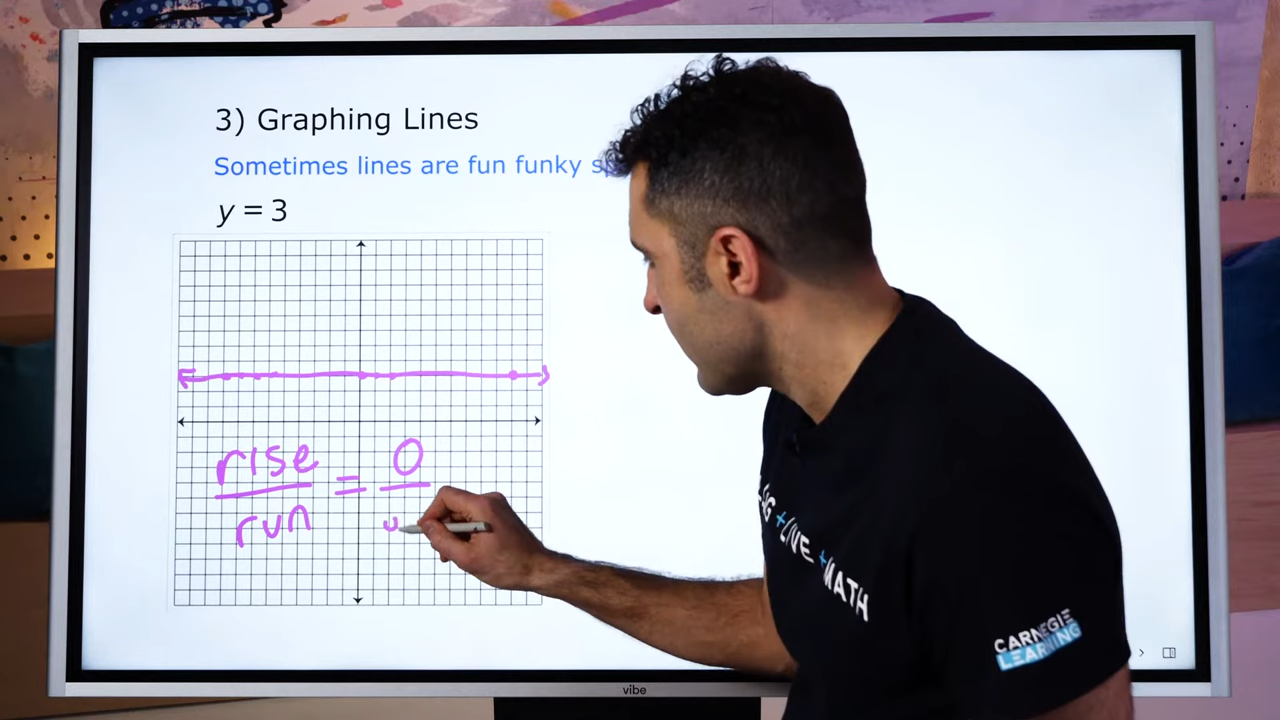 3) Graphing Lines
Sometimes lines are fun funky
y = 3
rise
run
=
0
+LIVE +MATH
CARNEGIE
LEARNING
vibe